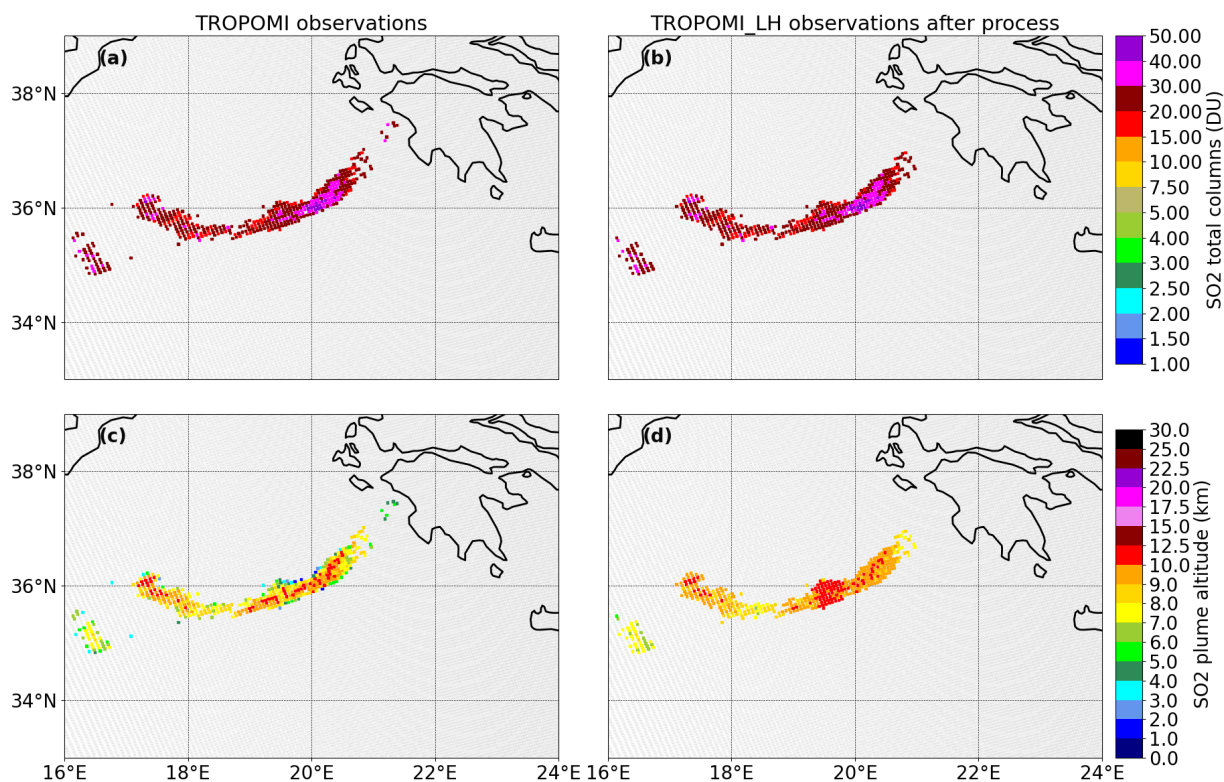 TROPOMI observations
TROPOMI_LH observations after process
(a)
38°N
36°N
34°N
(b)
50.00
40.00
30.00
20.00
15.00
10.00
7.50
5.00
4.00
3.00
2.50
2.00
1.50
1.00
SO2 total columns (DU)
(c)
38°N
36°N
34°N
16°E
18°E
20°E
22°E
24°E
(d)
16°E
18°E
20°E
22°E
24°E
30.0
25.0
22.5
20.0
17.5
15.0
12.5
10.0
9.0
8.0
7.0
6.0
5.0
4.0
3.0
2.0
1.0
0.0
SO2 plume altitude (km)